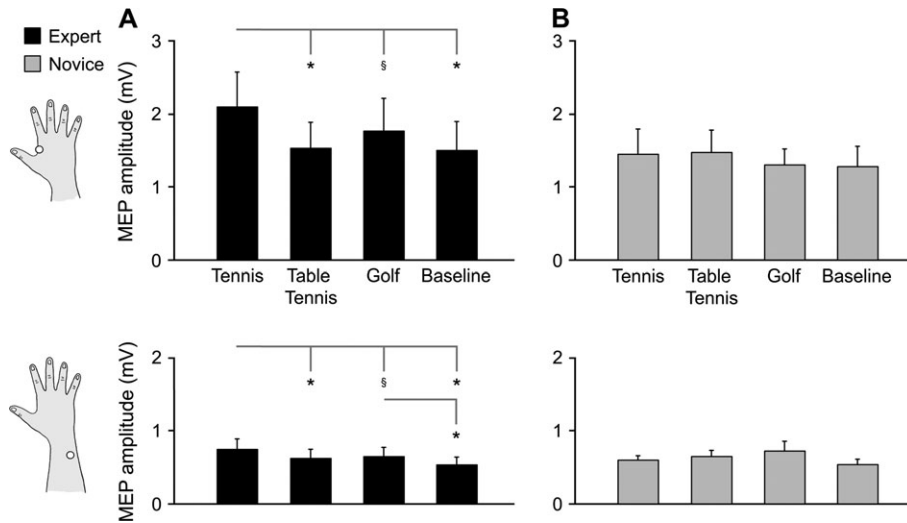 A
B
Expert
Novice
MEP amplitude (mV)
3
2
1
0
* § *
Tennis Table Tennis Golf Baseline
3
2
1
0
Tennis Table Tennis Golf Baseline
MEP amplitude (mV)
2
1
0
* § *
*
2
1
0